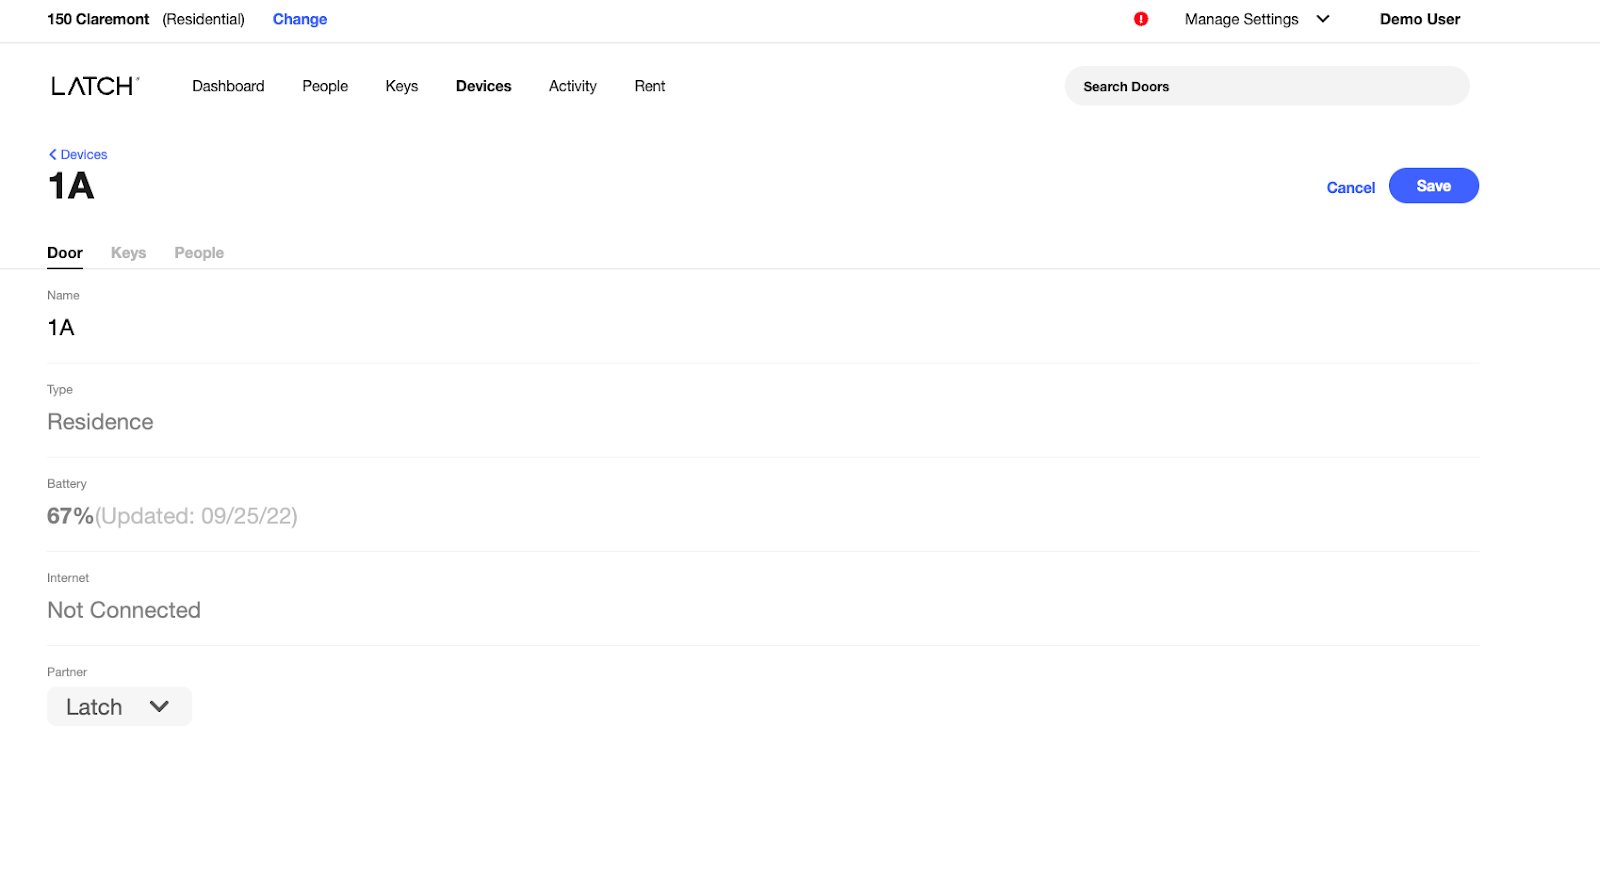 150 Claremont (Residential) Change Manage Settings Demo User
LATCH Dashboard People Keys Devices Activity Rent Search Doors
Devices
1A
Cancel Save
Door Keys People
Name
1A
Type
Residence
Battery
67%(Updated: 09/25/22)
Internet
Not Connected
Partner
Latch